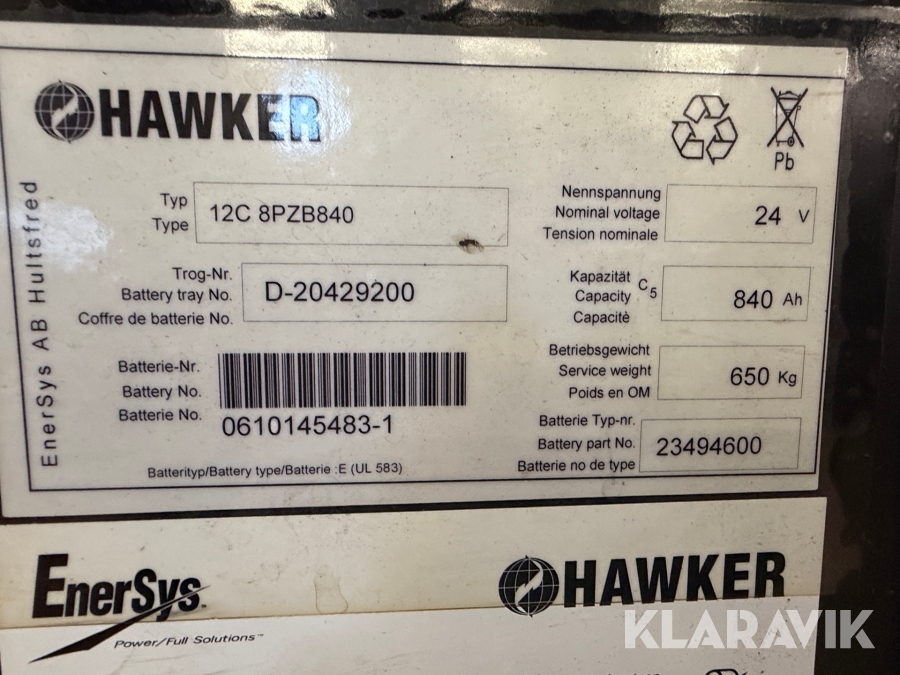 HAWKER
Pb
EnerSys AB Hultsfred
Typ
Type
12C 8PZB840
Nennspannung
Nominal voltage
Tension nominale
24 V
Trog-Nr.
Battery tray No.
Coffre de batterie No.
D-20429200
Kapazität
Capacity
Capacitè
C5
840 Ah
Batterie-Nr.
Battery No.
Batterie No.
0610145483-1
Betriebsgewicht
Service weight
Poids en OM
650 Kg
Batterie Typ-nr.
Battery part No.
Batterie no de type
23494600
Batterityp/Battery type/Batterie :E (UL 583)
EnerSys
Power/Full Solutions™
HAWKER
KLARAVIK